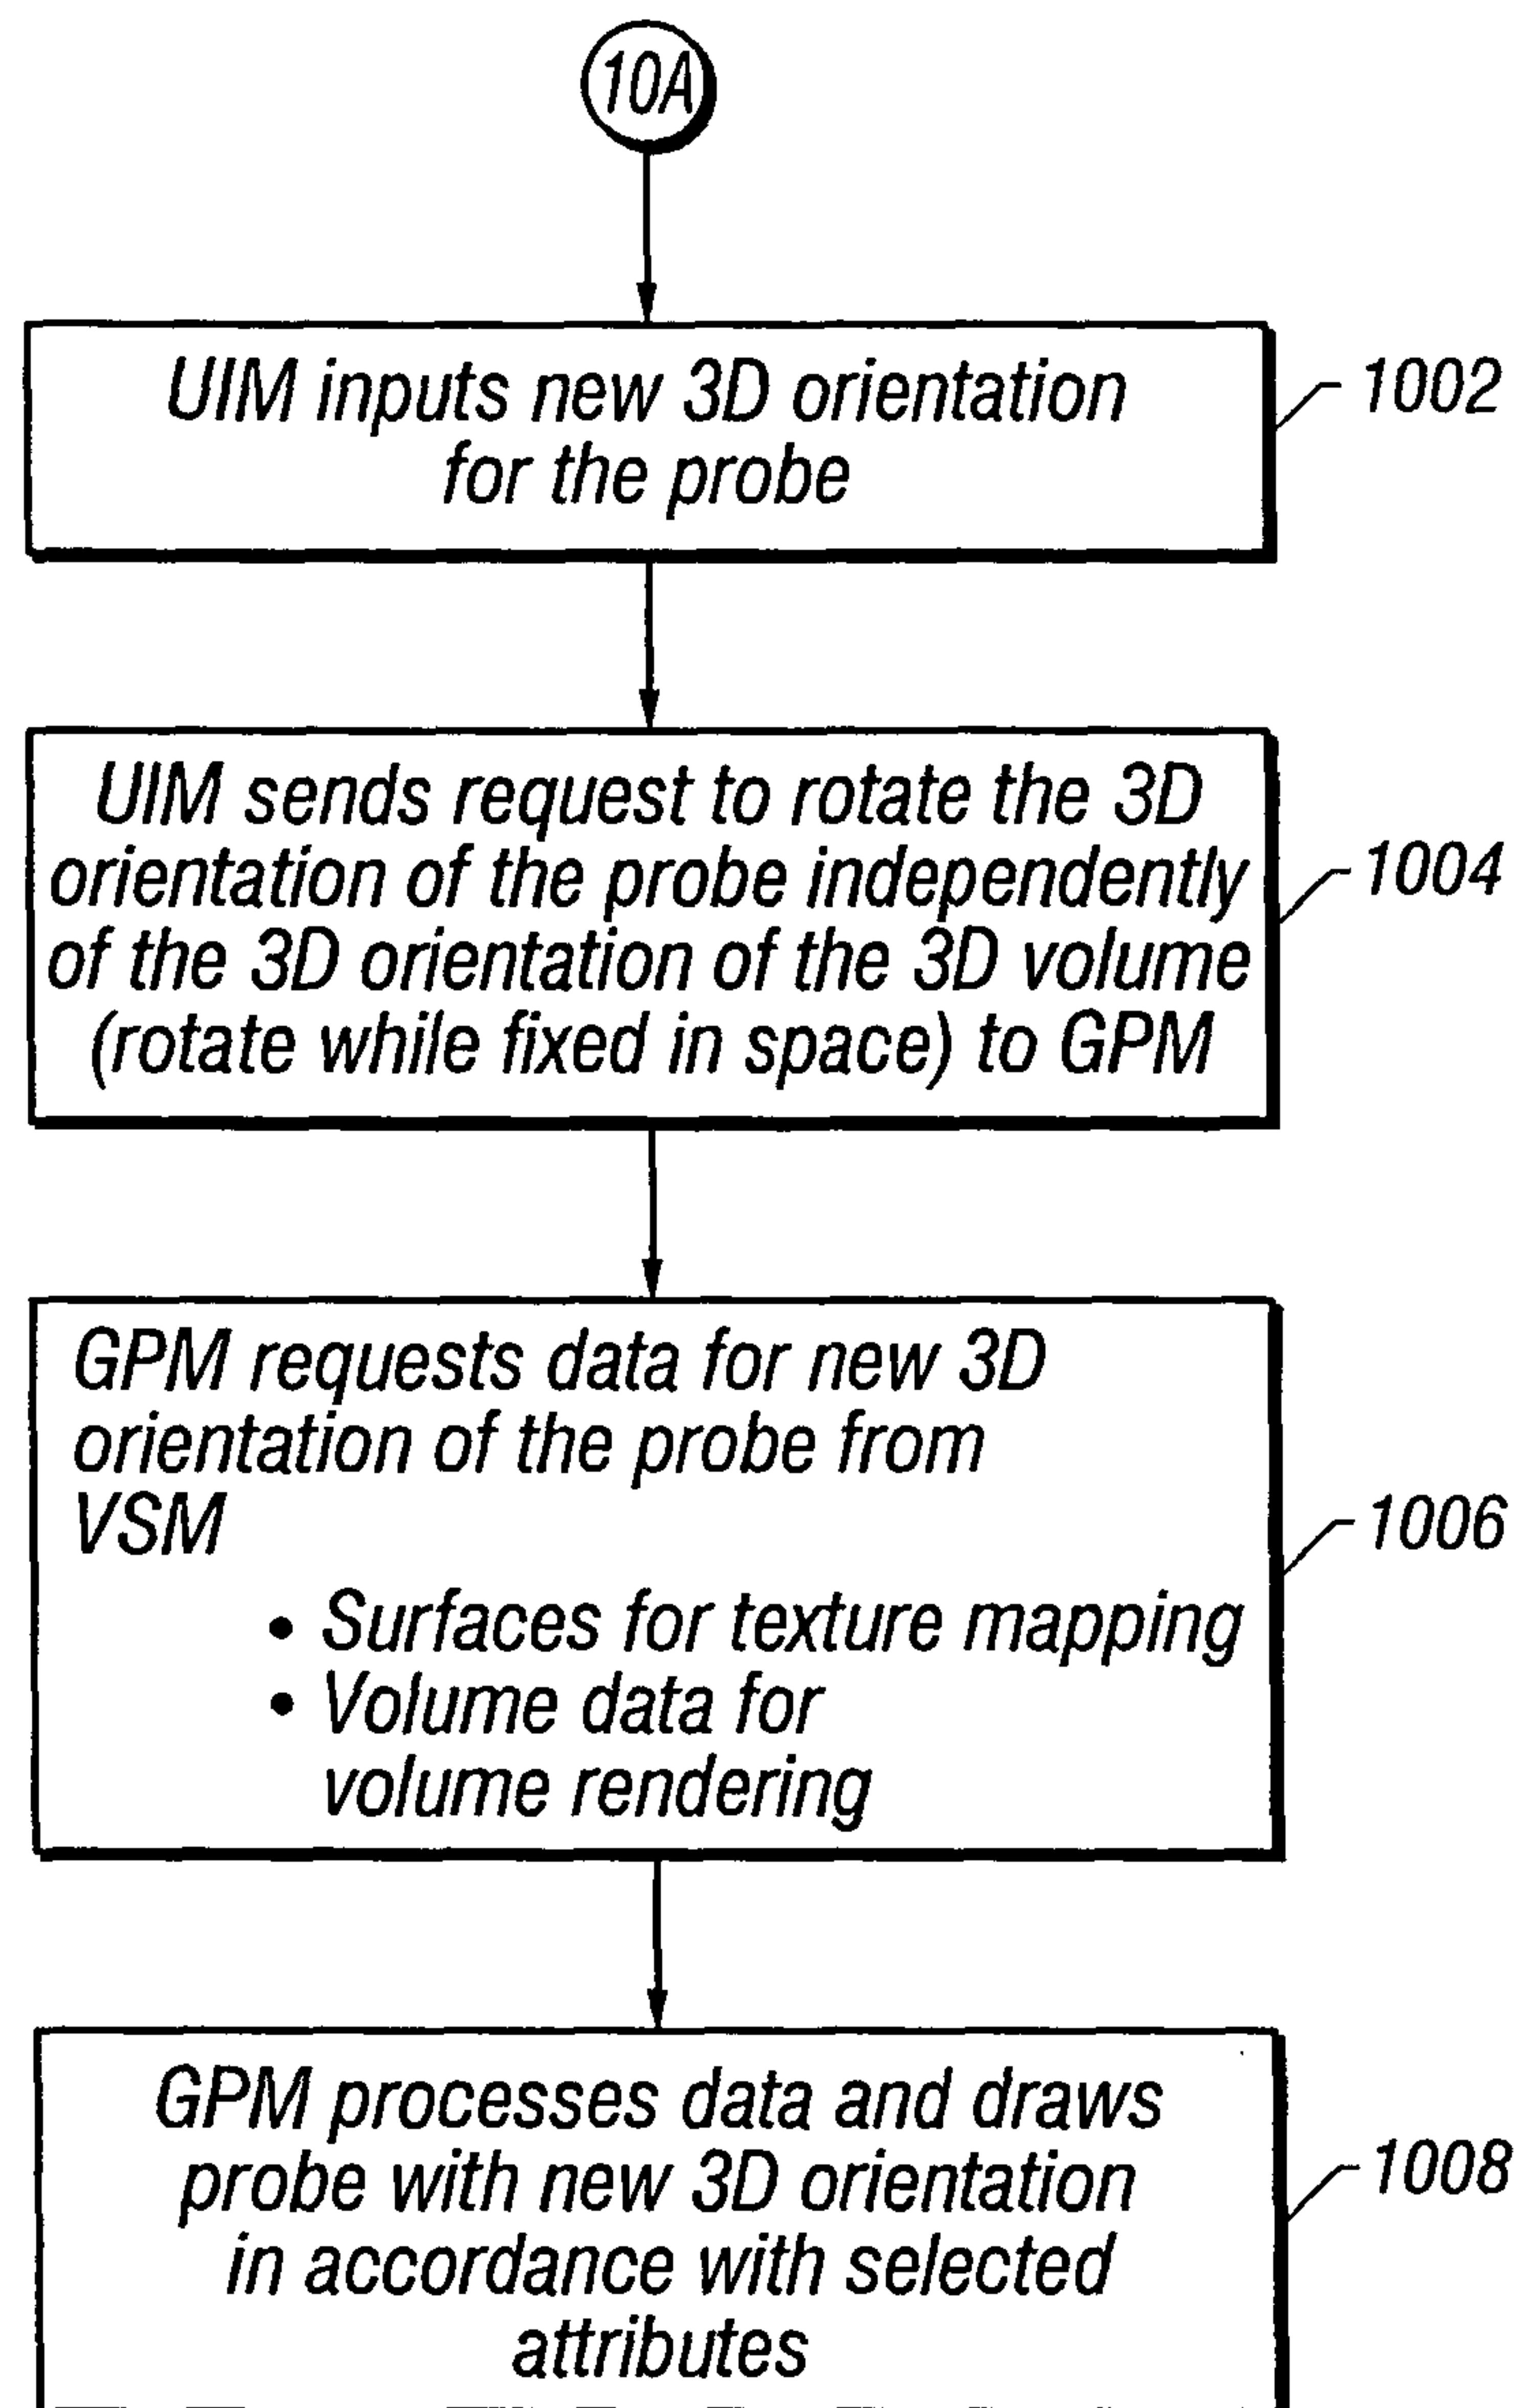 10A
UIM inputs new 3D orientation
for the probe
1002
UIM sends request to rotate the 3D
orientation of the probe independently
of the 3D orientation of the 3D volume
(rotate while fixed in space) to GPM
1004
GPM requests data for new 3D
orientation of the probe from
VSM
• Surfaces for texture mapping
• Volume data for
volume rendering
1006
GPM processes data and draws
probe with new 3D orientation
in accordance with selected
attributes
1008